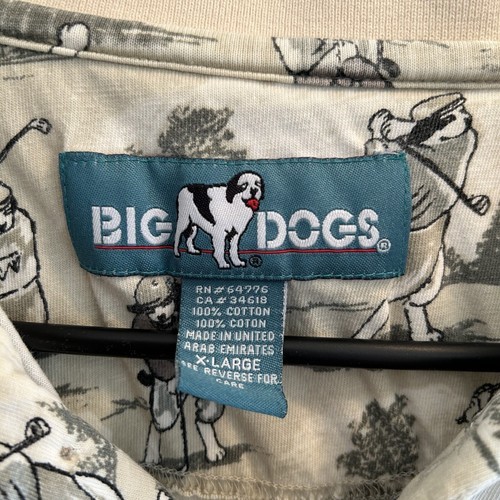 BIG DOGS®
®
RN# 64776
CA# 34618
100% COTTON
100% COTON
MADE IN UNITED
ARAB EMIRATES
X-LARGE
SEE REVERSE FOR
CARE